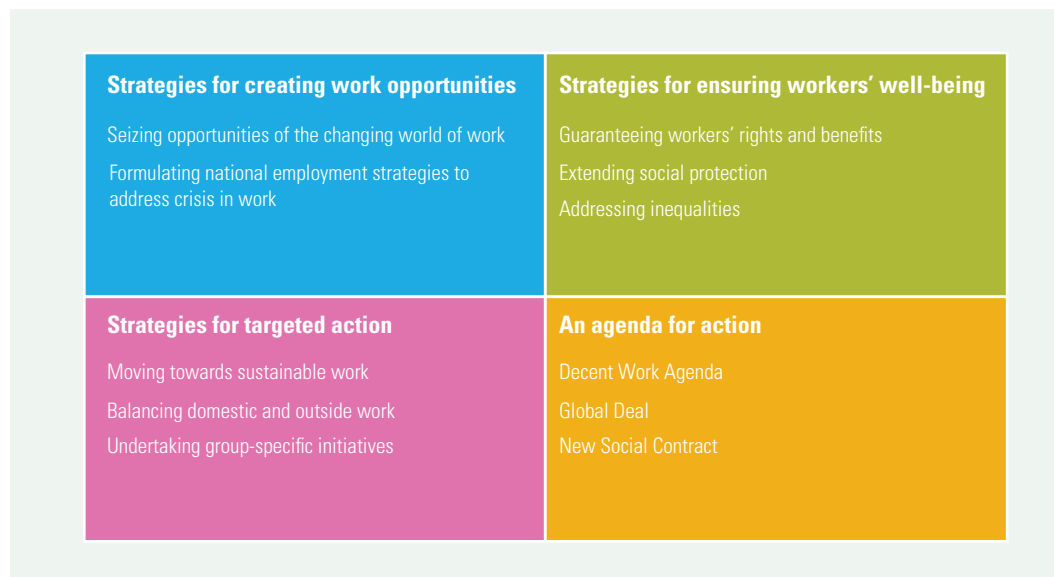 Strategies for creating work opportunities
Seizing opportunities of the changing world of work
Formulating national employment strategies to
address crisis in work
Strategies for ensuring workers’ well-being
Guaranteeing workers’ rights and benefits
Extending social protection
Addressing inequalities
Strategies for targeted action
Moving towards sustainable work
Balancing domestic and outside work
Undertaking group-specific initiatives
An agenda for action
Decent Work Agenda
Global Deal
New Social Contract